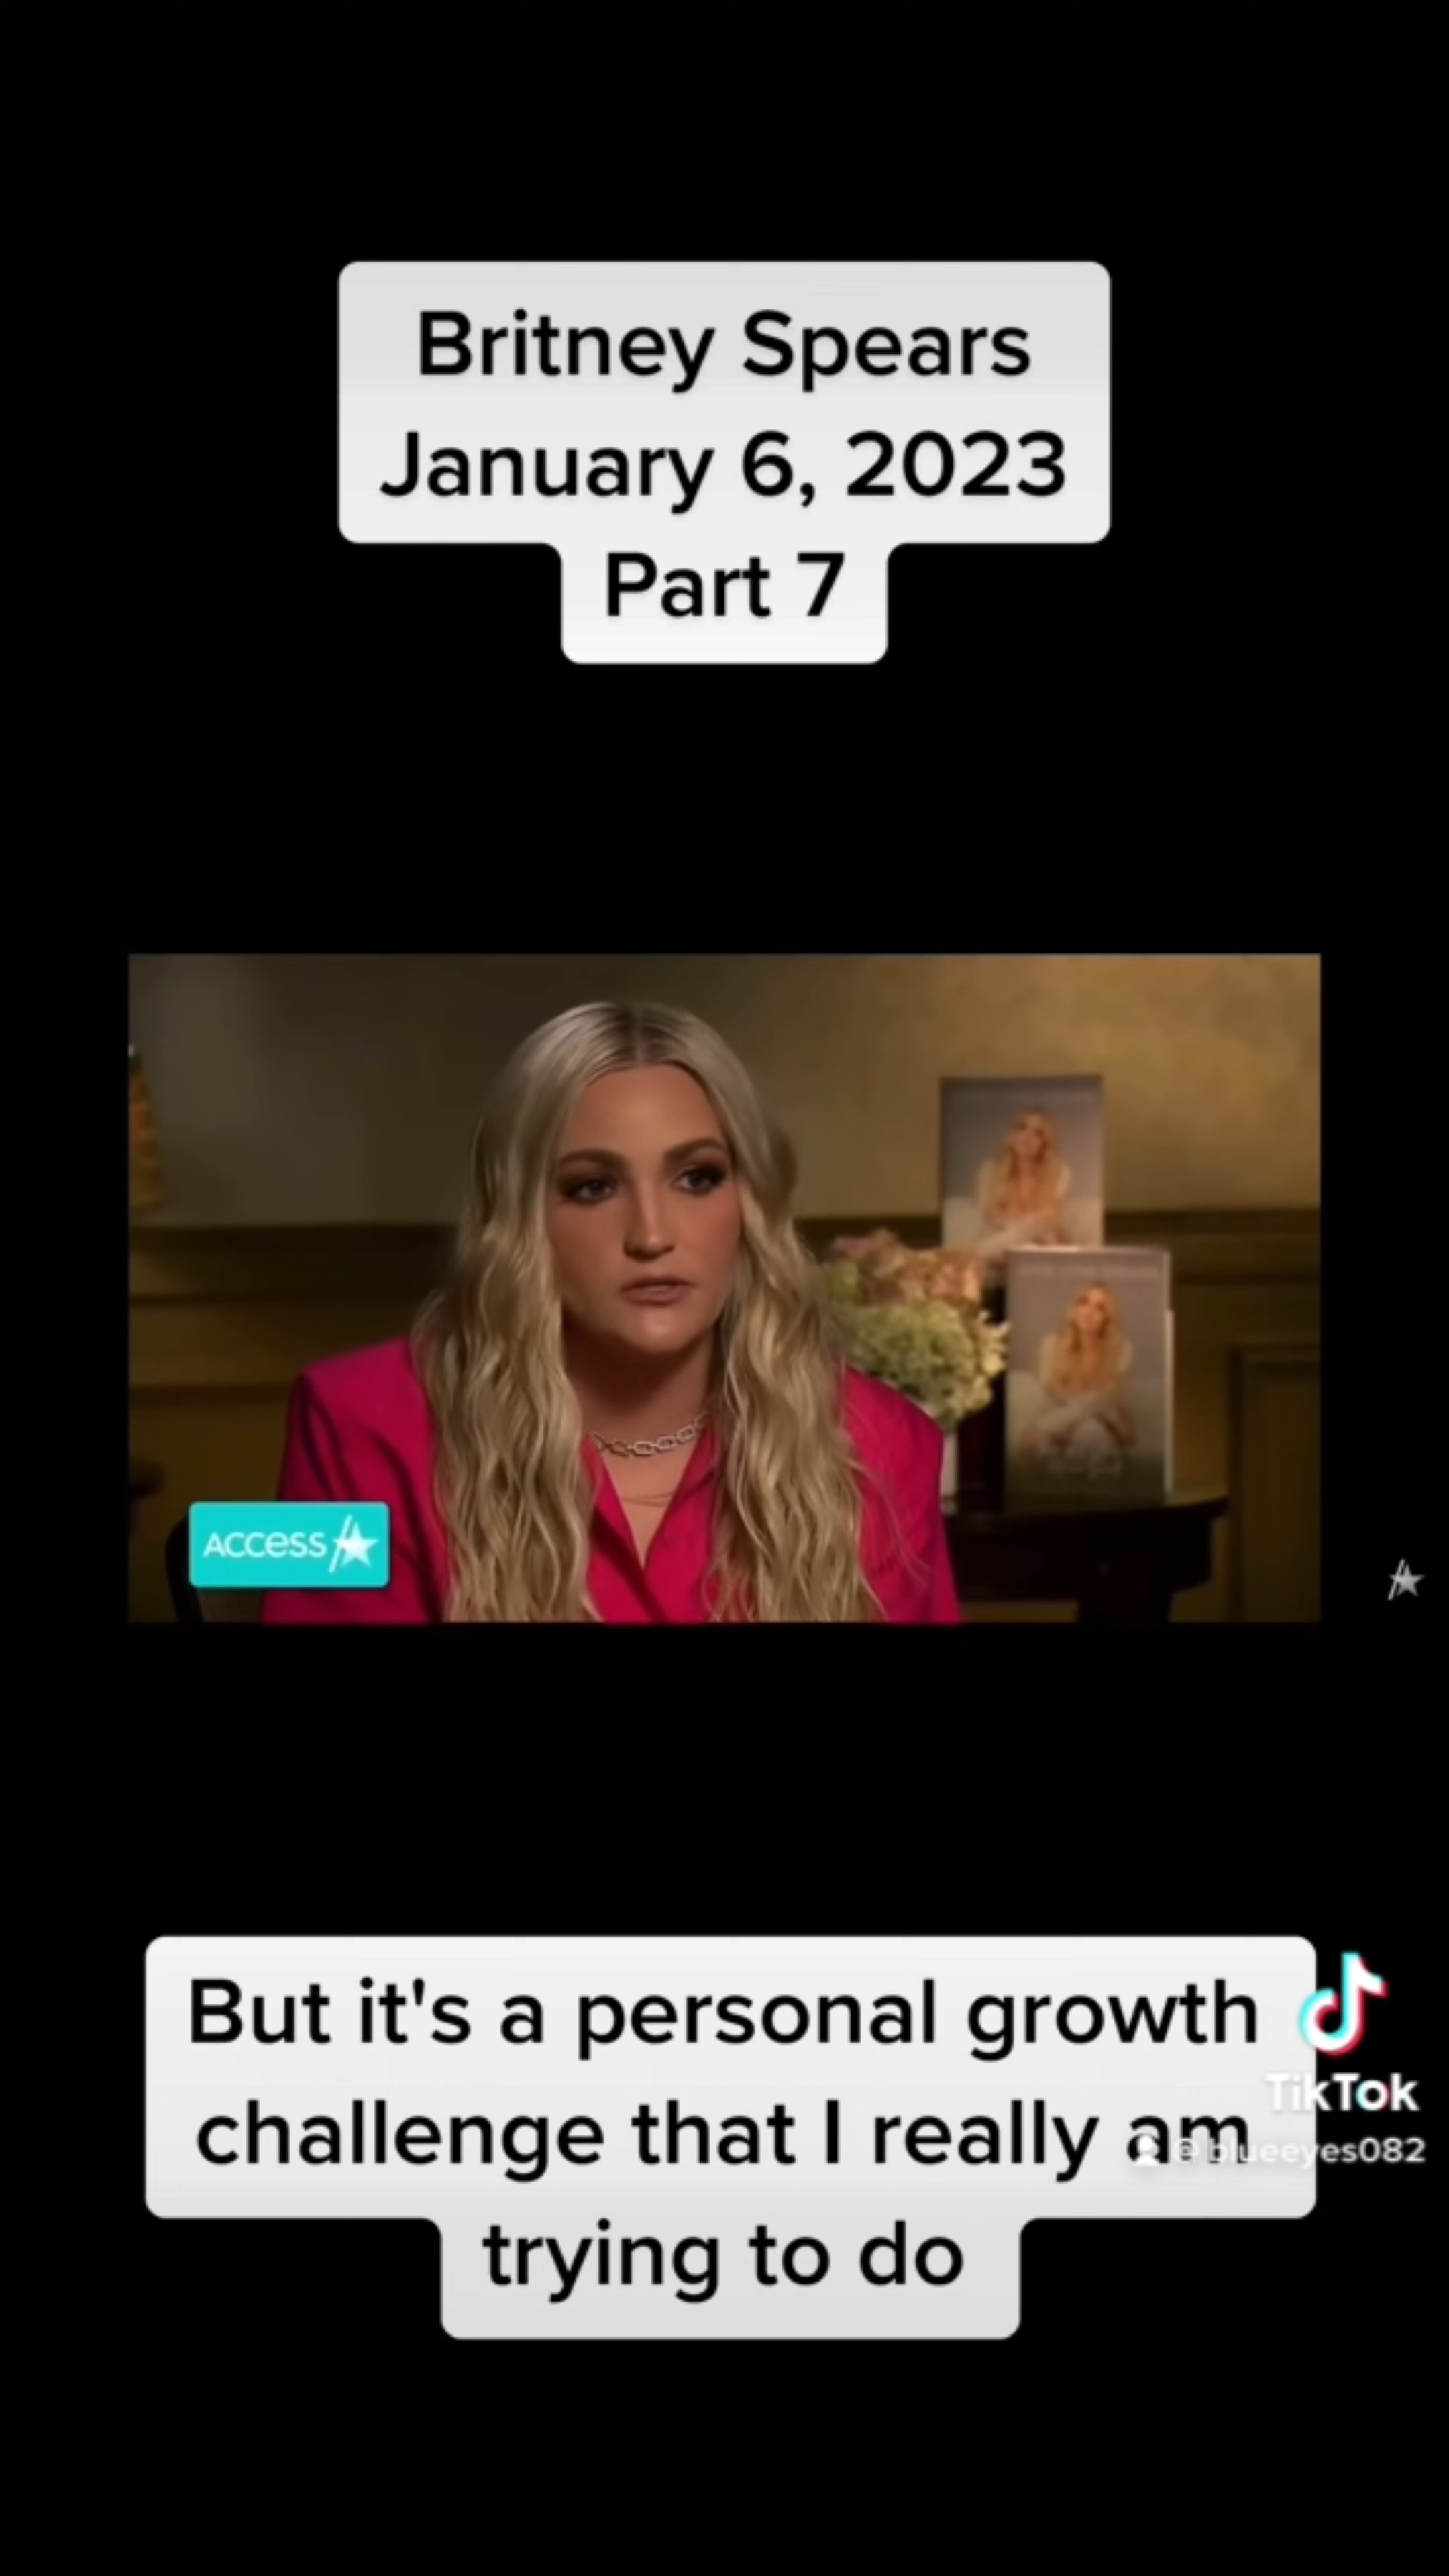 Britney Spears
January 6, 2023
Part 7
ACCESS
But it's a personal growth
challenge that I really am
trying to do
TikTok
@blueeyes082